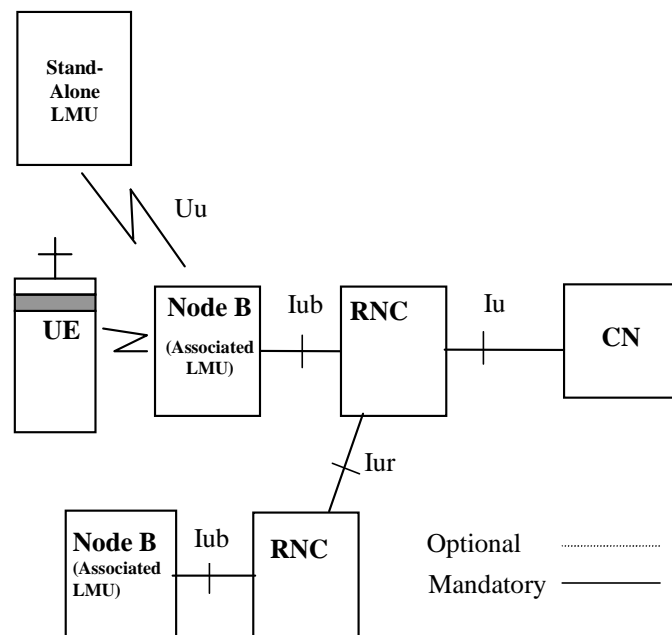 Stand-
Alone
LMU
Uu
UE
Node B
(Associated
LMU)
Iub
RNC
Iu
CN
Iur
Node B
(Associated
LMU)
Iub
RNC
Optional
Mandatory